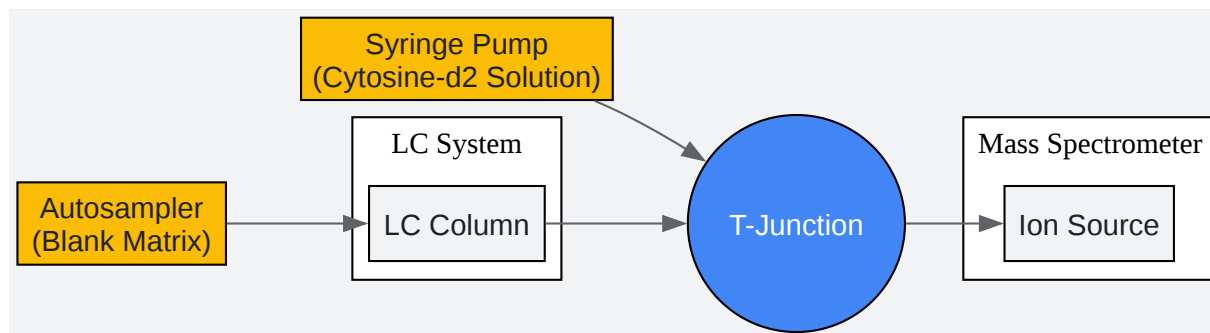 Syringe Pump
(Cytosine-d2 Solution)
LC System
Mass Spectrometer
Autosampler
(Blank Matrix)
LC Column
T-Junction
Ion Source